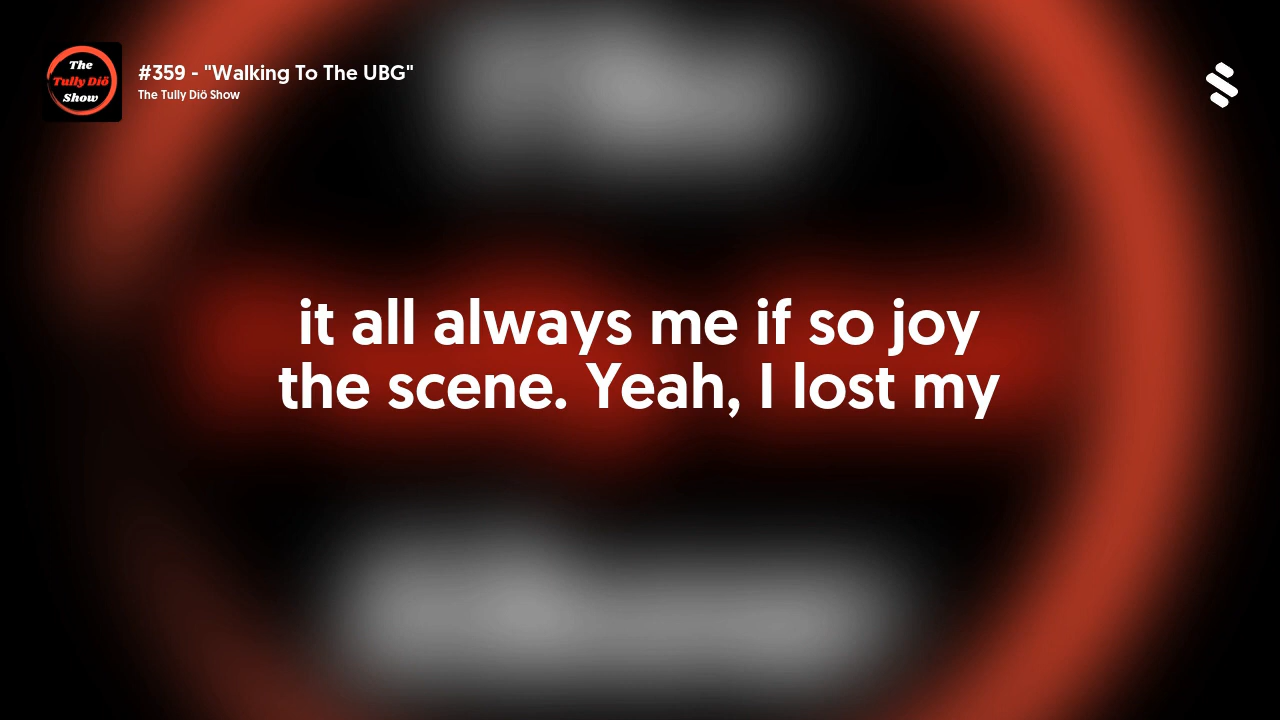 The
Tully Diö
Show
#359 - "Walking To The UBG"
The Tully Diö Show
it all always me if so joy
the scene. Yeah, I lost my